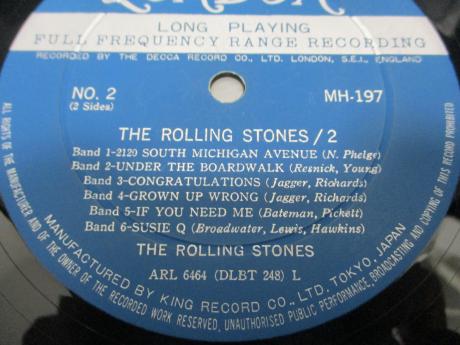 LONDON
LONG PLAYING
FULL FREQUENCY RANGE RECORDING
RECORDED BY THE DECCA RECORD CO., LTD. LONDON, S.E.I., ENGLAND
NO. 2
(2 Sides)
MH-197
THE ROLLING STONES/2
Band 1-2120 SOUTH MICHIGAN AVENUE (N. Phelge)
Band 2-UNDER THE BOARDWALK (Resnick, Young)
Band 3-CONGRATULATIONS (Jagger, Richards)
Band 4-GROWN UP WRONG (Jagger, Richards)
Band 5-IF YOU NEED ME (Bateman, Pickett)
Band 6-SUSIE Q (Broadwater, Lewis, Hawkins)
THE ROLLING STONES
ARL 6464 (DLBT 248) L
MANUFACTURED BY KING RECORD CO., LTD. TOKYO, JAPAN
ALL RIGHTS OF THE MANUFACTURER AND OF THE OWNER OF THE RECORDED WORK RESERVED. UNAUTHORISED PUBLIC PERFORMANCE, BROADCASTING AND COPYING OF THIS RECORD PROHIBITED